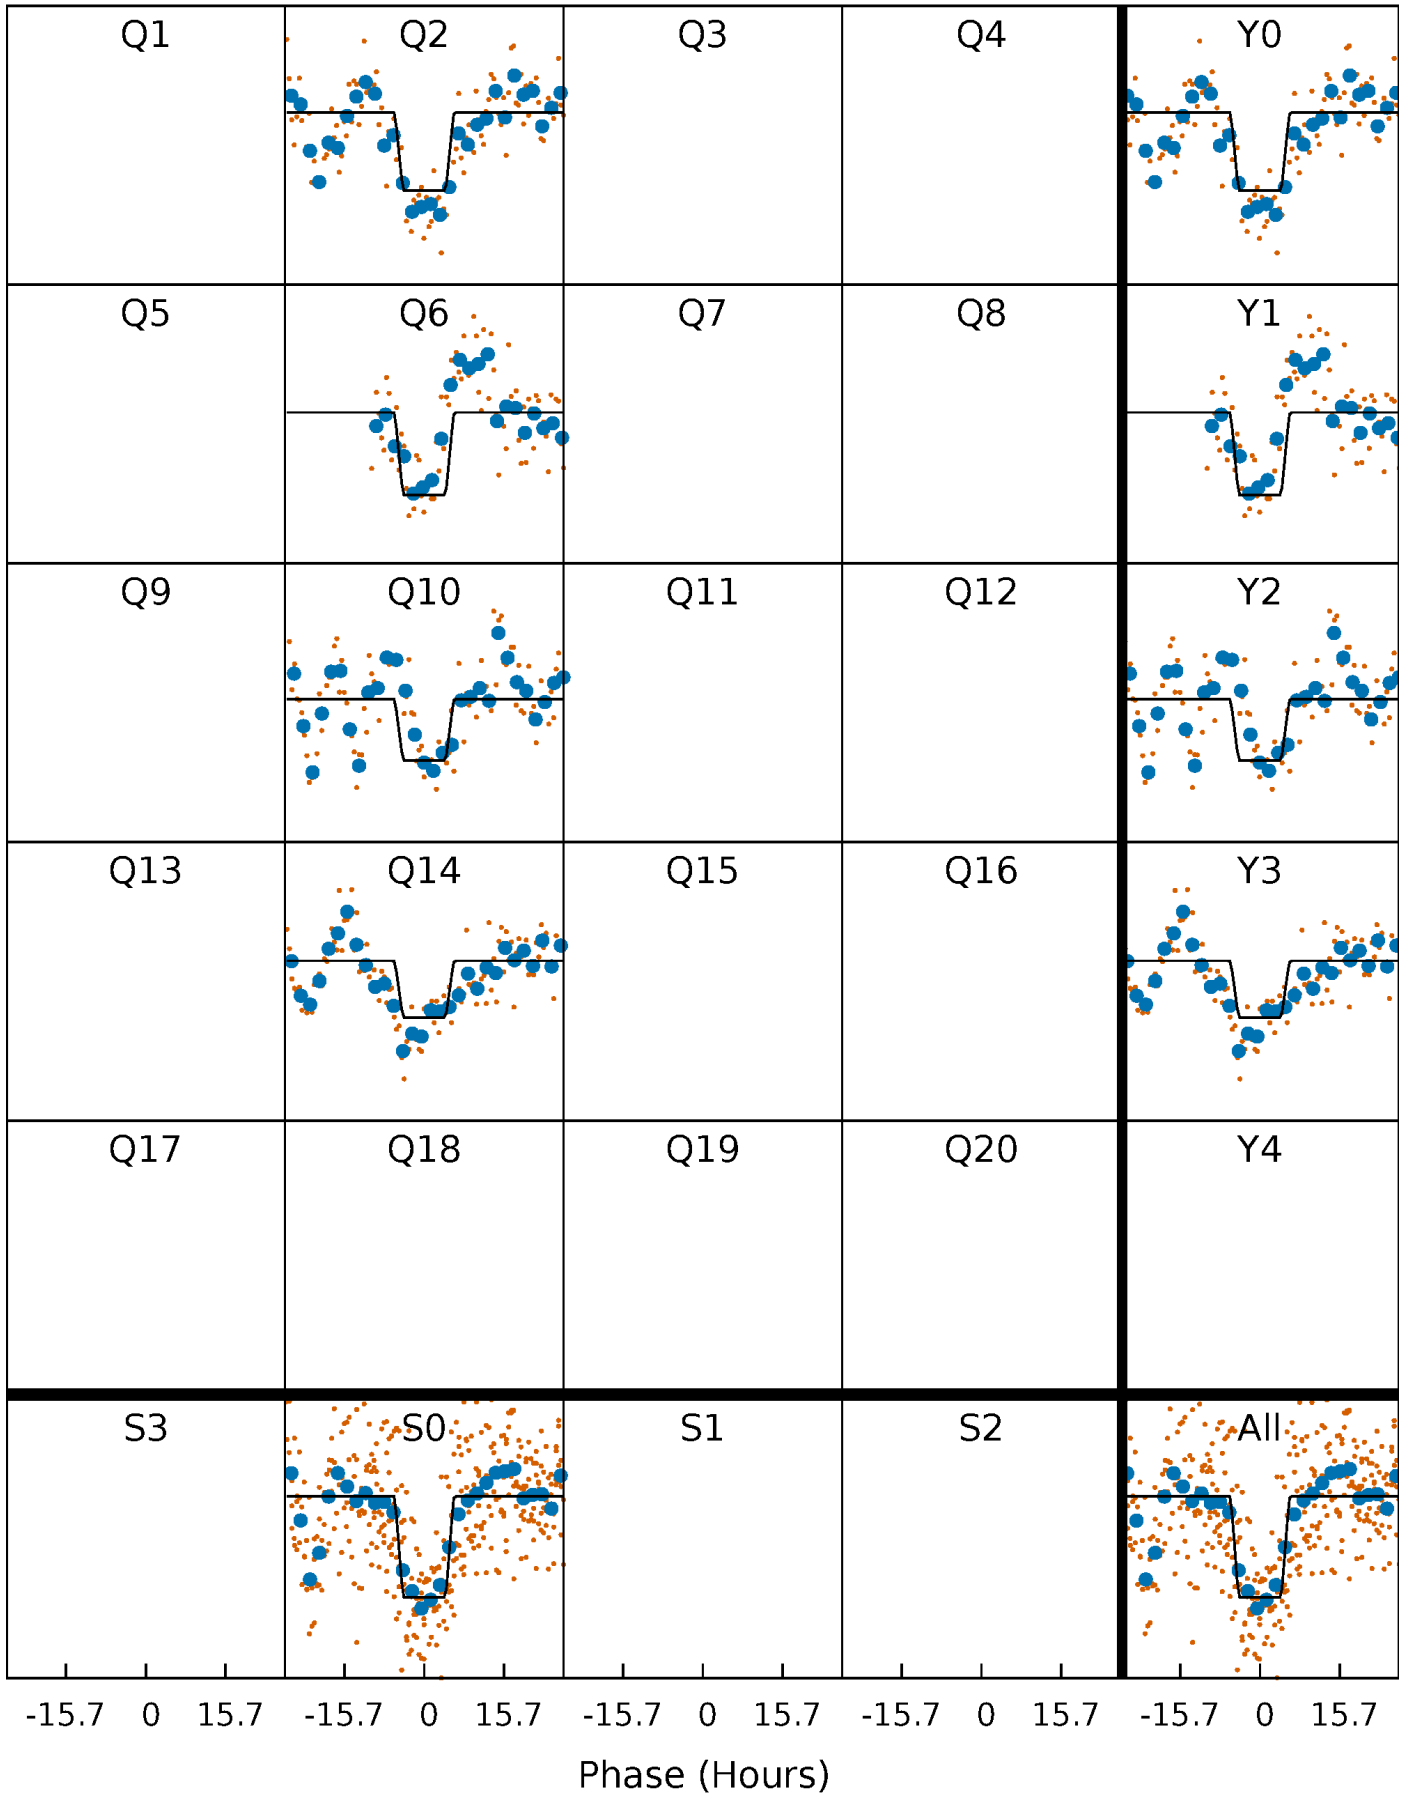 Q1 Q2 Q3 Q4 Y0
Q5 Q6 Q7 Q8 Y1
Q9 Q10 Q11 Q12 Y2
Q13 Q14 Q15 Q16 Y3
Q17 Q18 Q19 Q20 Y4
S3 S0 S1 S2 All
-15.7 0 15.7 -15.7 0 15.7 -15.7 0 15.7 -15.7 0 15.7 -15.7 0 15.7
Phase (Hours)